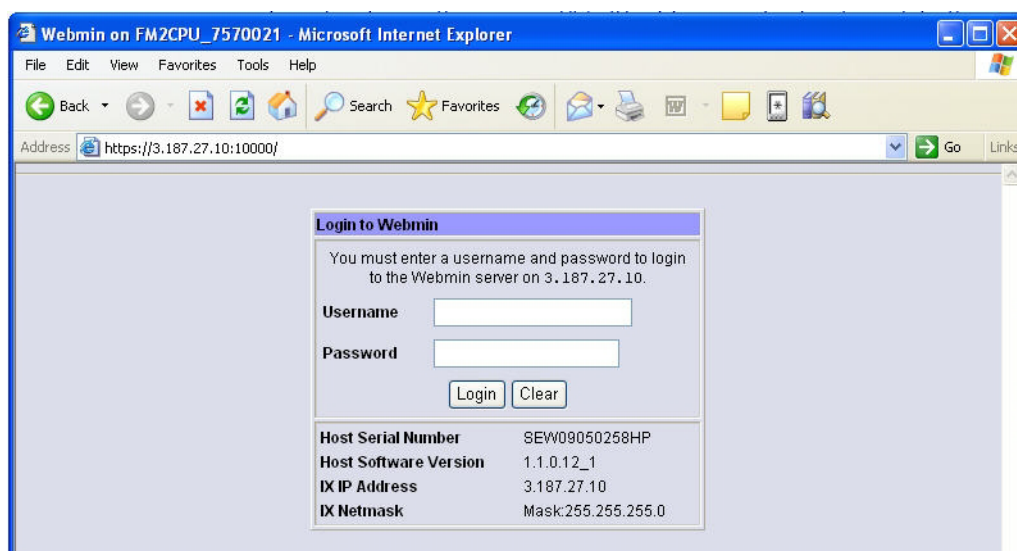 Webmin on FM2CPU_7570021 - Microsoft Internet Explorer
File Edit View Favorites Tools Help
Back Search Favorites
Address https://3.187.27.10:10000/ Go Links
Login to Webmin
You must enter a username and password to login
to the Webmin server on 3.187.27.10.
Username
Password
Login Clear
Host Serial Number SEW09050258HP
Host Software Version 1.1.0.12_1
IX IP Address 3.187.27.10
IX Netmask Mask:255.255.255.0